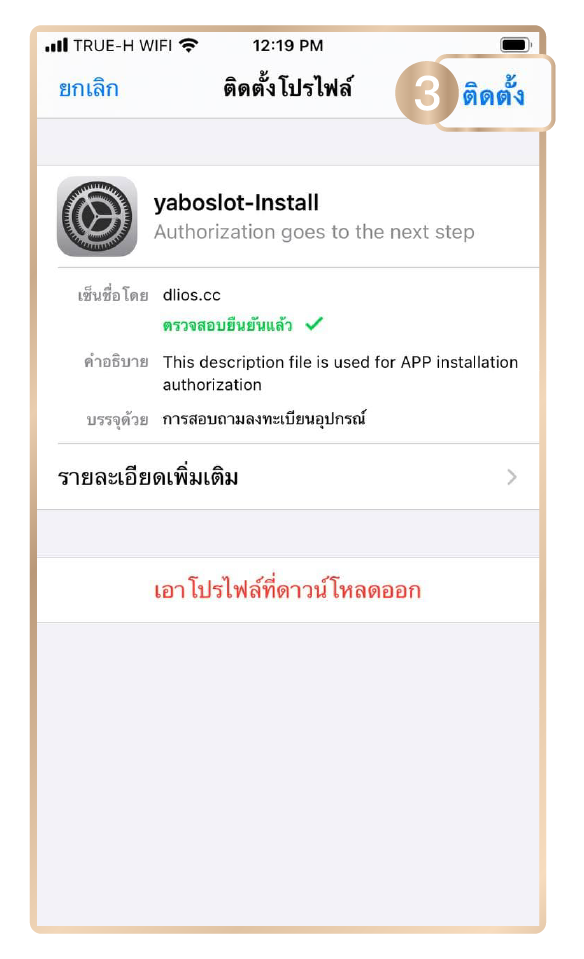 TRUE-H WIFI 12:19 PM
ยกเลิก ติดตั้งโปรไฟล์ 3 ติดตั้ง
yaboslot-Install
Authorization goes to the next step
เซ็นชื่อโดย dlios.cc
ตรวจสอบยืนยันแล้ว
คำอธิบาย This description file is used for APP installation
authorization
บรรจุด้วย การสอบถามลงทะเบียนอุปกรณ์
รายละเอียดเพิ่มเติม
เอาโปรไฟล์ที่ดาวน์โหลดออก